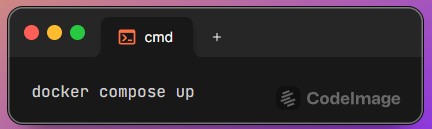 cmd
+
docker compose up
CodeImage